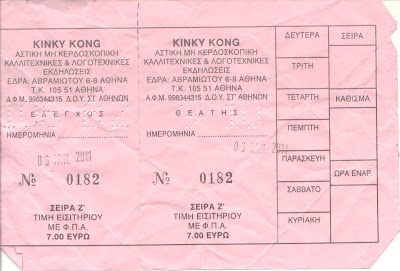 KINKY KONG
ΑΣΤΙΚΗ ΜΗ ΚΕΡΔΟΣΚΟΠΙΚΗ
ΚΑΛΛΙΤΕΧΝΙΚΕΣ & ΛΟΓΟΤΕΧΝΙΚΕΣ
ΕΚΔΗΛΩΣΕΙΣ
ΕΔΡΑ: ΑΒΡΑΜΙΩΤΟΥ 6-8 ΑΘΗΝΑ
Τ.Κ. 105 51 ΑΘΗΝΑ
Α.Φ.Μ. 998344315 Δ.Ο.Υ. ΣΤ' ΑΘΗΝΩΝ
ΕΛΕΓΧΟΣ
ΗΜΕΡΟΜΗΝΙΑ
2011
№ 0182
ΣΕΙΡΑ Ζ'
ΤΙΜΗ ΕΙΣΙΤΗΡΙΟΥ
ΜΕ Φ.Π.Α.
7.00 ΕΥΡΩ
KINKY KONG
ΑΣΤΙΚΗ ΜΗ ΚΕΡΔΟΣΚΟΠΙΚΗ
ΚΑΛΛΙΤΕΧΝΙΚΕΣ & ΛΟΓΟΤΕΧΝΙΚΕΣ
ΕΚΔΗΛΩΣΕΙΣ
ΕΔΡΑ: ΑΒΡΑΜΙΩΤΟΥ 6-8 ΑΘΗΝΑ
Τ.Κ. 105 51 ΑΘΗΝΑ
Α.Φ.Μ. 998344315 Δ.Ο.Υ. ΣΤ' ΑΘΗΝΩΝ
ΘΕΑΤΗΣ
ΗΜΕΡΟΜΗΝΙΑ
2011
№ 0182
ΣΕΙΡΑ Ζ'
ΤΙΜΗ ΕΙΣΙΤΗΡΙΟΥ
ΜΕ Φ.Π.Α.
7.00 ΕΥΡΩ
ΔΕΥΤΕΡΑ
ΤΡΙΤΗ
ΤΕΤΑΡΤΗ
ΠΕΜΠΤΗ
ΠΑΡΑΣΚΕΥΗ
ΣΑΒΒΑΤΟ
ΚΥΡΙΑΚΗ
ΣΕΙΡΑ
ΚΑΘΙΣΜΑ
ΩΡΑ ΕΝΑΡ.